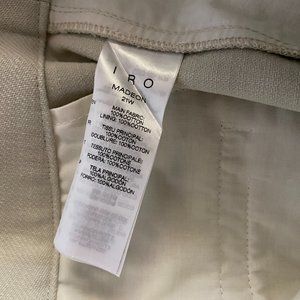 IRO
MADEON
21W
MAIN FABRIC:
100%COTTON
LINING: 100%COTTON
TISSU PRINCIPAL:
100%COTON
DOUBLURE: 100%COTON
TESSUTO PRINCIPALE:
100%COTONE
FODERA: 100%COTONE
TELA PRINCIPAL:
100%ALGODÓN
FORRO: 100%ALGODÓN